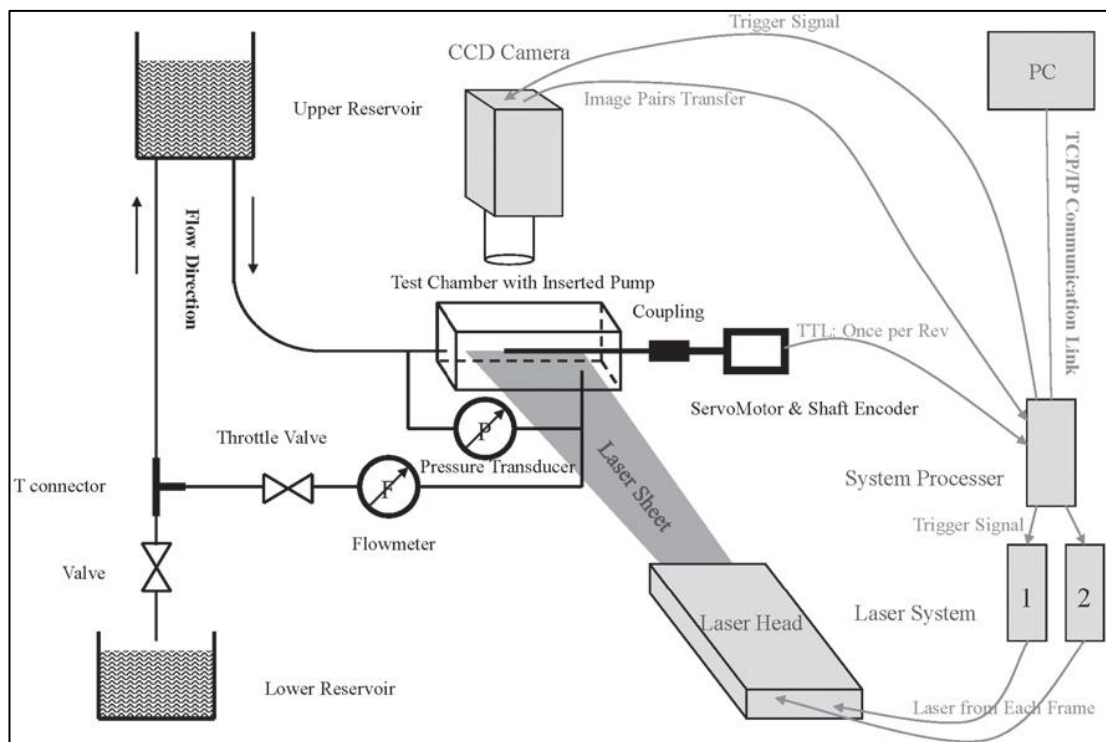 Trigger Signal
CCD Camera
PC
Image Pairs Transfer
Upper Reservoir
TCP/IP Communication Link
Flow Direction
Test Chamber with Inserted Pump
Coupling
TTL: Once per Rev
ServoMotor & Shaft Encoder
Throttle Valve
P
Pressure Transducer
Laser Sheet
T connector
F
System Processer
Flowmeter
Trigger Signal
Valve
1
2
Laser System
Laser Head
Lower Reservoir
Laser from Each Frame